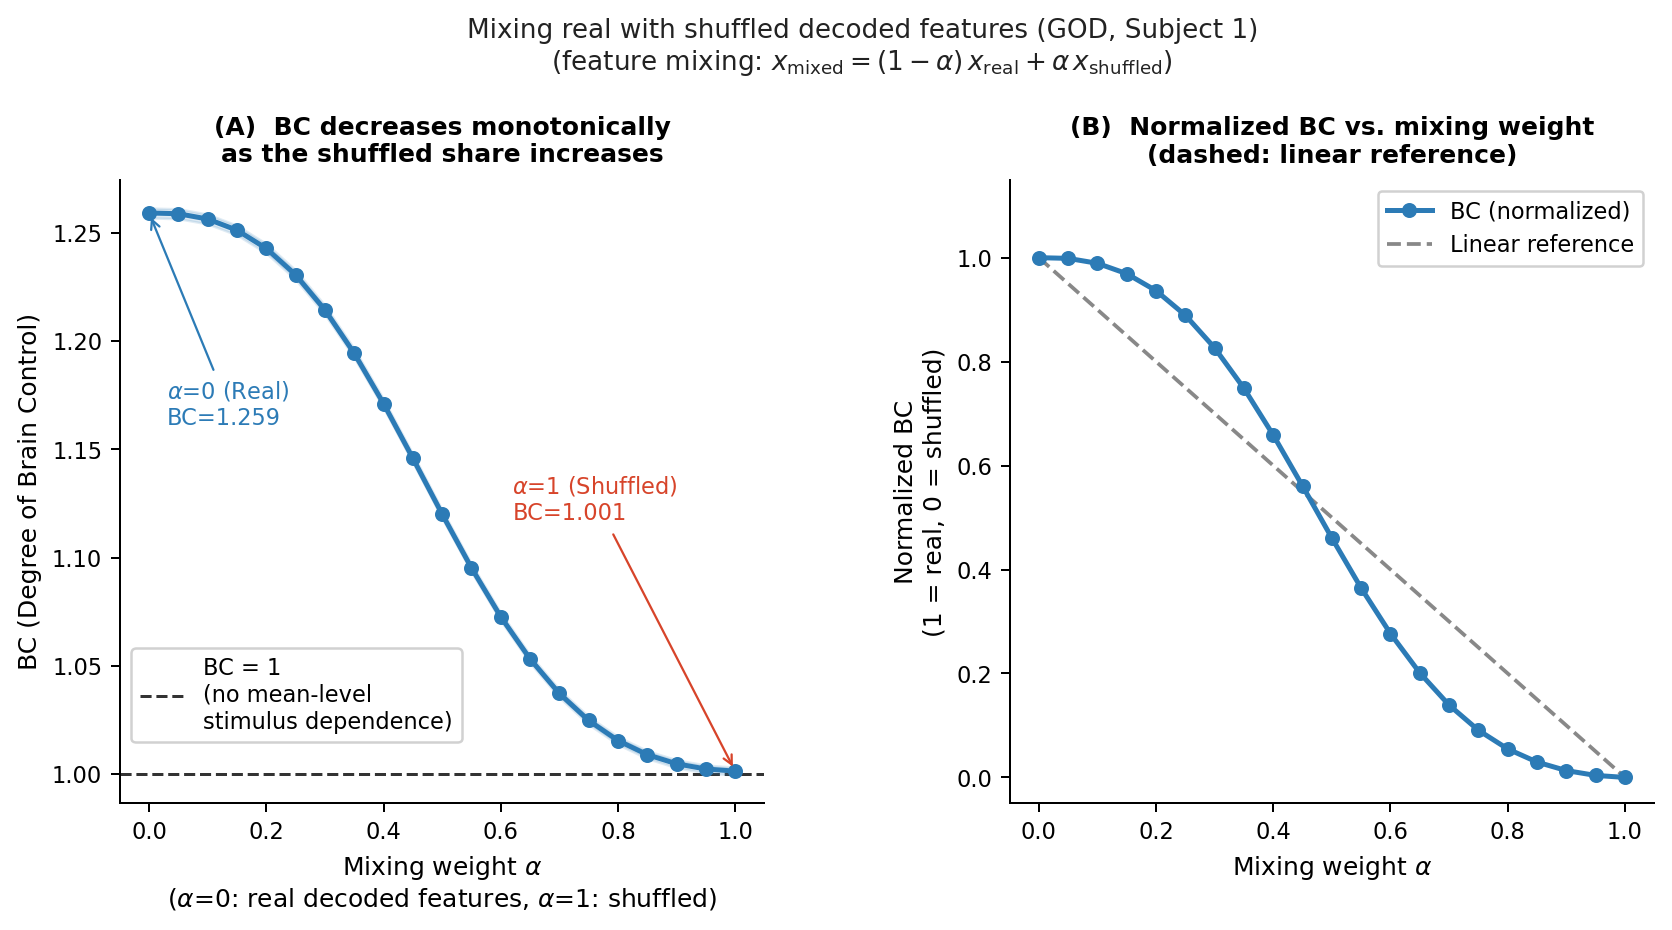 Mixing real with shuffled decoded features (GOD, Subject 1)
(feature mixing: x_mixed = (1 − α) x_real + α x_shuffled)
(A)  BC decreases monotonically
as the shuffled share increases
BC (Degree of Brain Control)
1.25
1.20
1.15
1.10
1.05
1.00
α=0 (Real)
BC=1.259
α=1 (Shuffled)
BC=1.001
BC = 1
(no mean-level
stimulus dependence)
0.0 0.2 0.4 0.6 0.8 1.0
Mixing weight α
(α=0: real decoded features, α=1: shuffled)
(B)  Normalized BC vs. mixing weight
(dashed: linear reference)
BC (normalized)
Linear reference
Normalized BC
(1 = real, 0 = shuffled)
1.0
0.8
0.6
0.4
0.2
0.0
0.0 0.2 0.4 0.6 0.8 1.0
Mixing weight α